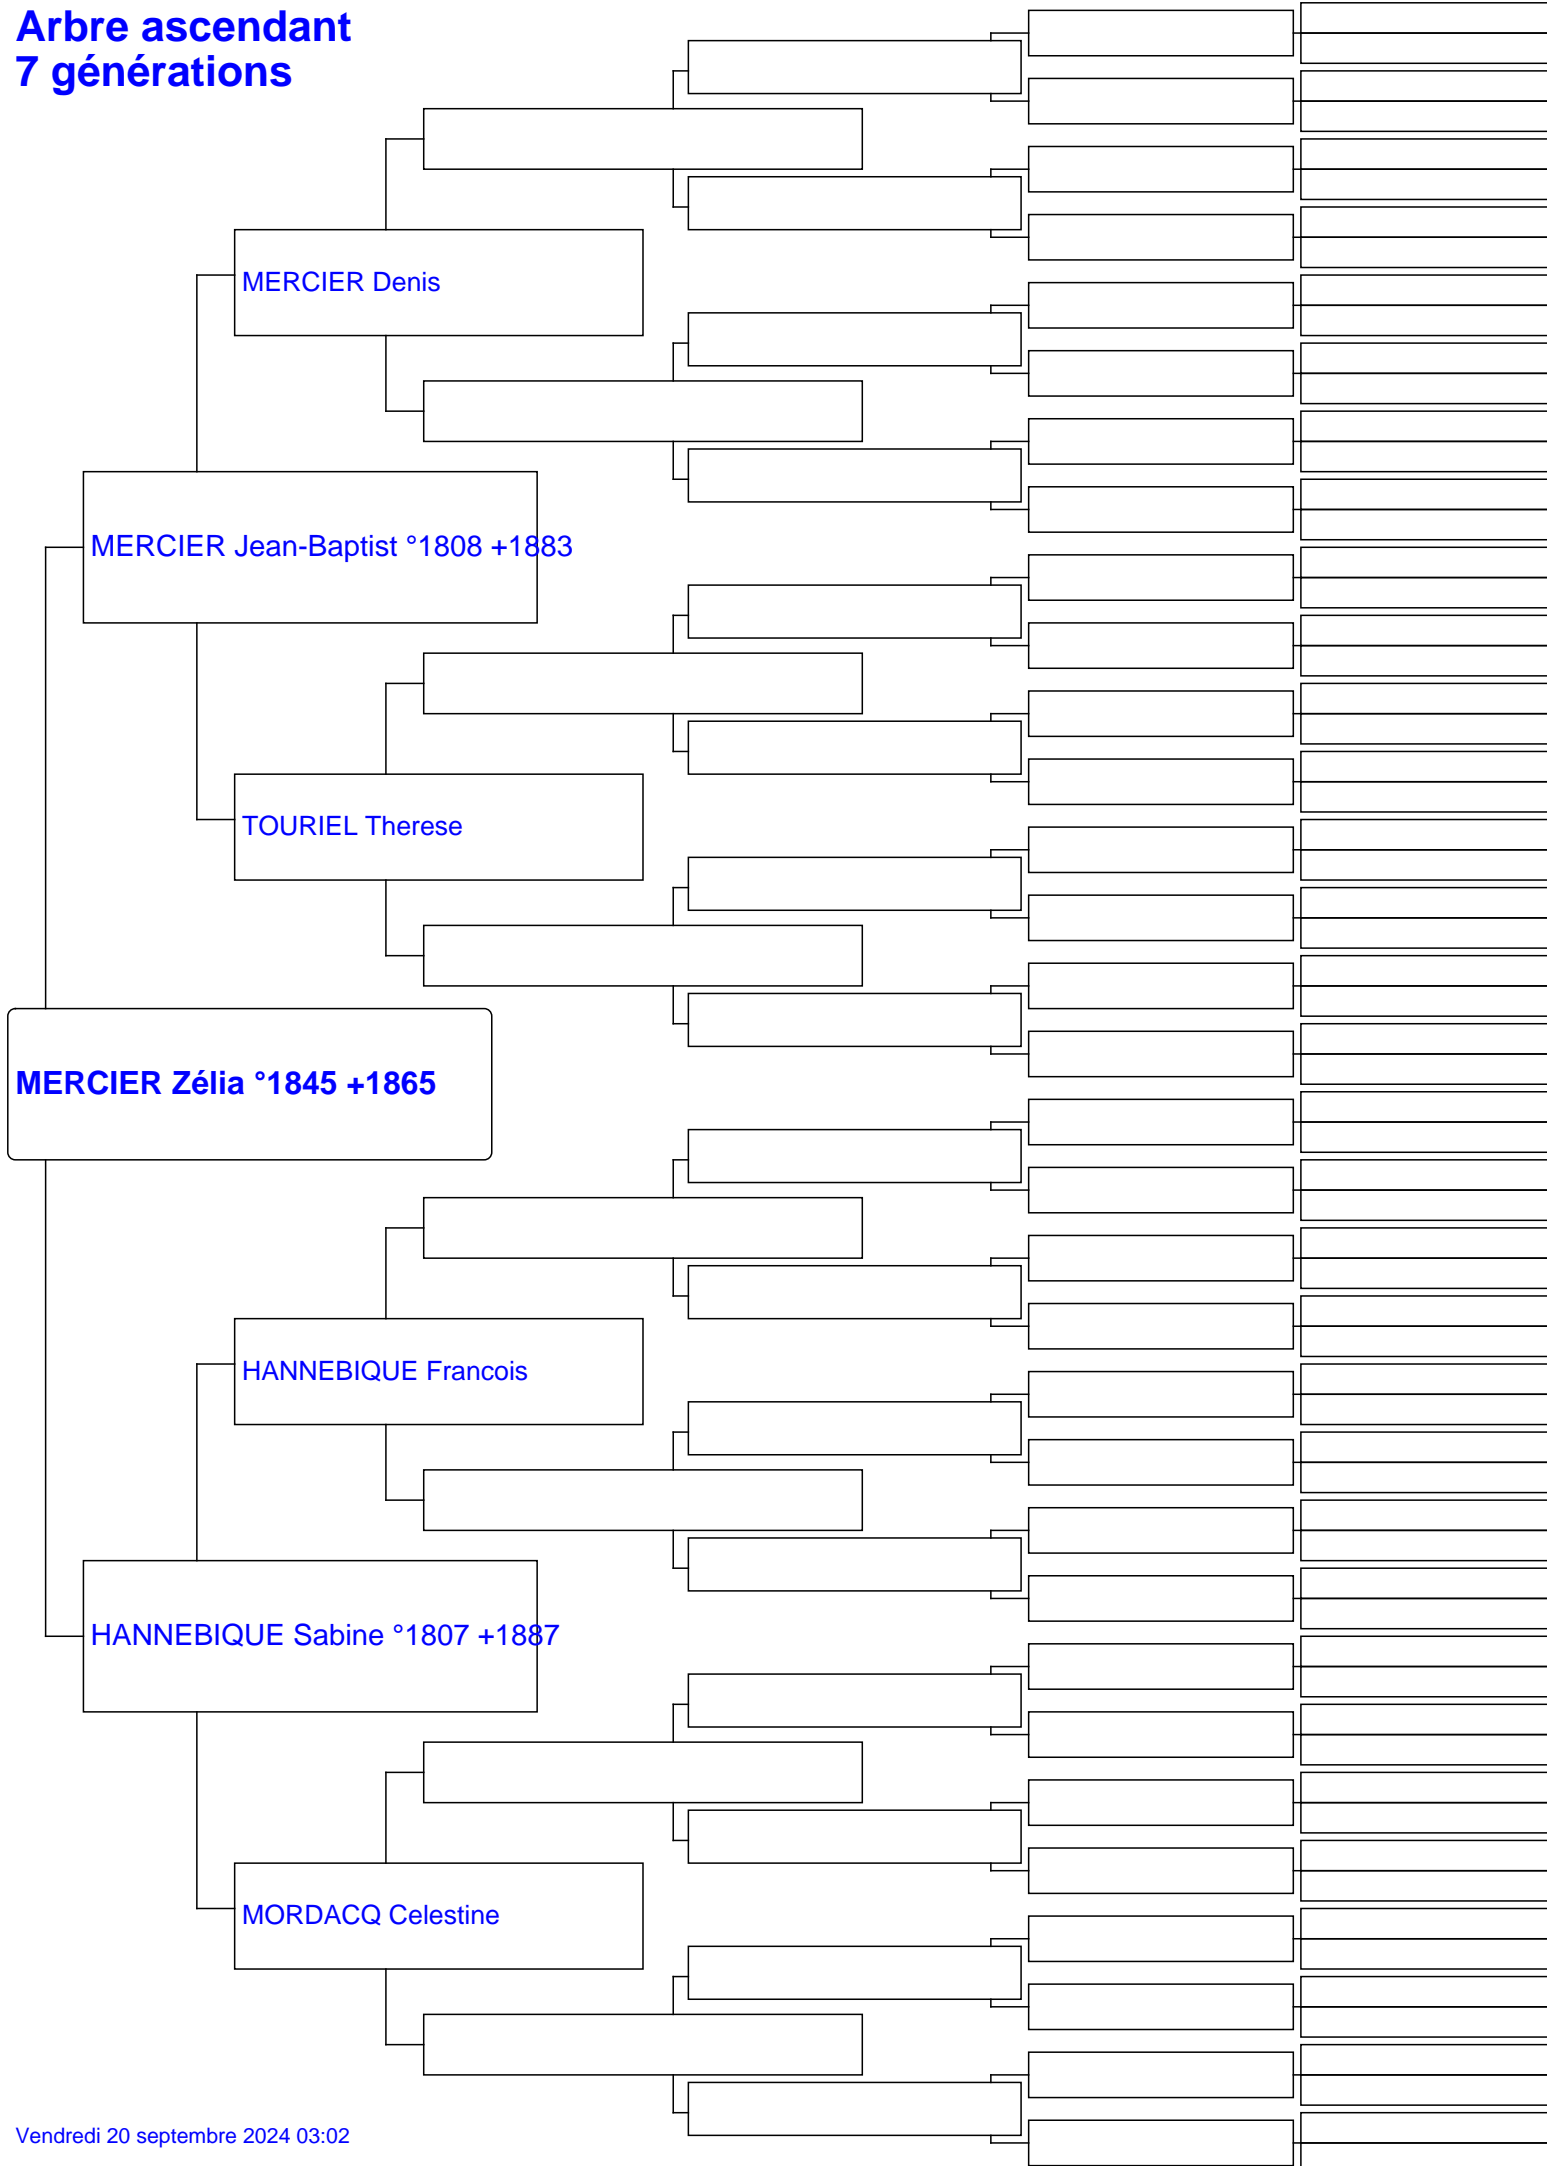 Arbre ascendant
7 générations
MERCIER Denis
MERCIER Jean-Baptist °1808 +1883
TOURIEL Therese
MERCIER Zélia °1845 +1865
HANNEBIQUE Francois
HANNEBIQUE Sabine °1807 +1887
MORDACQ Celestine
Vendredi 20 septembre 2024 03:02